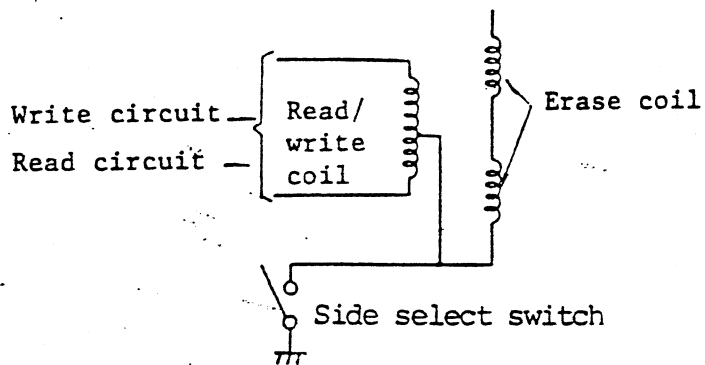 Write circuit
Read circuit
Read/
write
coil
Erase coil
Side select switch